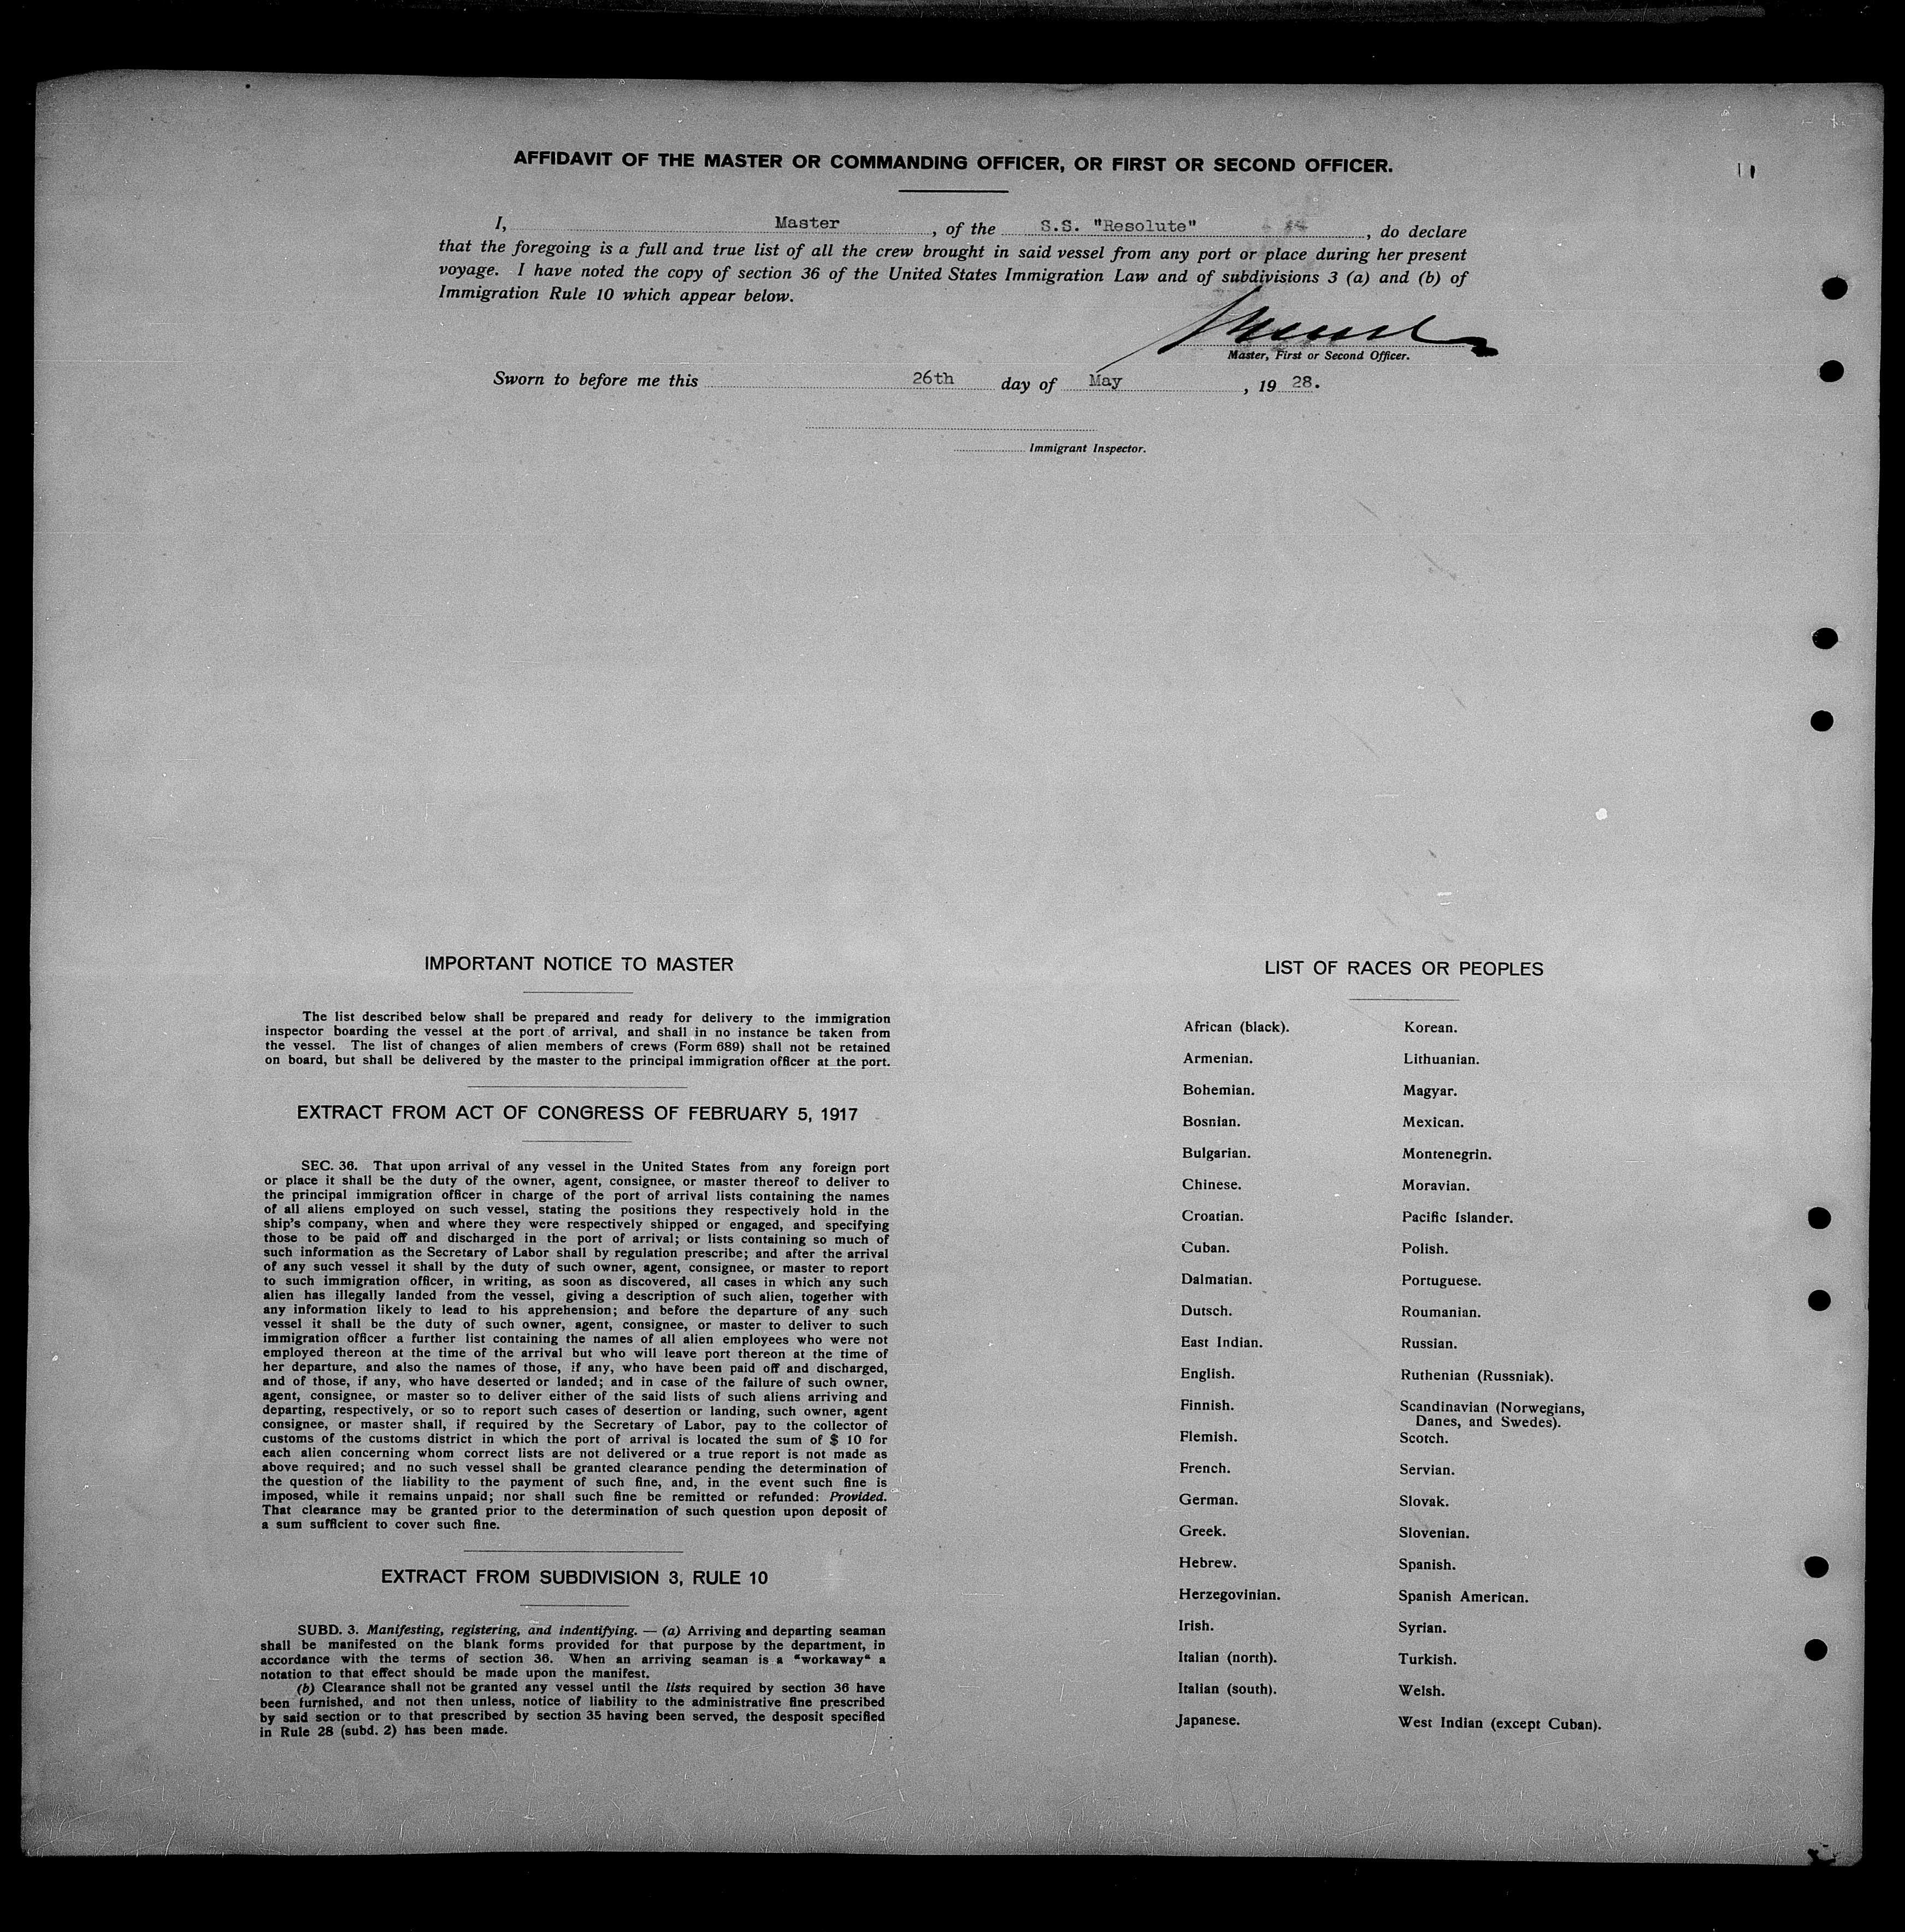 AFFIDAVIT OF THE MASTER OR COMMANDING OFFICER, OR FIRST OR SECOND OFFICER.
I, Master , of the S.S. "Resolute" , do declare
that the foregoing is a full and true list of all the crew brought in said vessel from any port or place during her present
voyage. I have noted the copy of section 36 of the United States Immigration Law and of subdivisions 3 (a) and (b) of
Immigration Rule 10 which appear below.
Master, First or Second Officer.
Sworn to before me this 26th day of May , 19 28.
Immigrant Inspector.
IMPORTANT NOTICE TO MASTER
The list described below shall be prepared and ready for delivery to the immigration
inspector boarding the vessel at the port of arrival, and shall in no instance be taken from
the vessel. The list of changes of alien members of crews (Form 689) shall not be retained
on board, but shall be delivered by the master to the principal immigration officer at the port.
EXTRACT FROM ACT OF CONGRESS OF FEBRUARY 5, 1917
SEC. 36. That upon arrival of any vessel in the United States from any foreign port
or place it shall be the duty of the owner, agent, consignee, or master thereof to deliver to
the principal immigration officer in charge of the port of arrival lists containing the names
of all aliens employed on such vessel, stating the positions they respectively hold in the
ship's company, when and where they were respectively shipped or engaged, and specifying
those to be paid off and discharged in the port of arrival; or lists containing so much of
such information as the Secretary of Labor shall by regulation prescribe; and after the arrival
of any such vessel it shall by the duty of such owner, agent, consignee, or master to report
to such immigration officer, in writing, as soon as discovered, all cases in which any such
alien has illegally landed from the vessel, giving a description of such alien, together with
any information likely to lead to his apprehension; and before the departure of any such
vessel it shall be the duty of such owner, agent, consignee, or master to deliver to such
immigration officer a further list containing the names of all alien employees who were not
employed thereon at the time of the arrival but who will leave port thereon at the time of
her departure, and also the names of those, if any, who have been paid off and discharged,
and of those, if any, who have deserted or landed; and in case of the failure of such owner,
agent, consignee, or master so to deliver either of the said lists of such aliens arriving and
departing, respectively, or so to report such cases of desertion or landing, such owner, agent
consignee, or master shall, if required by the Secretary of Labor, pay to the collector of
customs of the customs district in which the port of arrival is located the sum of $ 10 for
each alien concerning whom correct lists are not delivered or a true report is not made as
above required; and no such vessel shall be granted clearance pending the determination of
the question of the liability to the payment of such fine, and, in the event such fine is
imposed, while it remains unpaid; nor shall such fine be remitted or refunded: Provided.
That clearance may be granted prior to the determination of such question upon deposit of
a sum sufficient to cover such fine.
EXTRACT FROM SUBDIVISION 3, RULE 10
SUBD. 3. Manifesting, registering, and indentifying. — (a) Arriving and departing seaman
shall be manifested on the blank forms provided for that purpose by the department, in
accordance with the terms of section 36. When an arriving seaman is a "workaway" a
notation to that effect should be made upon the manifest.
(b) Clearance shall not be granted any vessel until the lists required by section 36 have
been furnished, and not then unless, notice of liability to the administrative fine prescribed
by said section or to that prescribed by section 35 having been served, the desposit specified
in Rule 28 (subd. 2) has been made.
LIST OF RACES OR PEOPLES
African (black).
Armenian.
Bohemian.
Bosnian.
Bulgarian.
Chinese.
Croatian.
Cuban.
Dalmatian.
Dutsch.
East Indian.
English.
Finnish.
Flemish.
French.
German.
Greek.
Hebrew.
Herzegovinian.
Irish.
Italian (north).
Italian (south).
Japanese.
Korean.
Lithuanian.
Magyar.
Mexican.
Montenegrin.
Moravian.
Pacific Islander.
Polish.
Portuguese.
Roumanian.
Russian.
Ruthenian (Russniak).
Scandinavian (Norwegians,
Danes, and Swedes).
Scotch.
Servian.
Slovak.
Slovenian.
Spanish.
Spanish American.
Syrian.
Turkish.
Welsh.
West Indian (except Cuban).